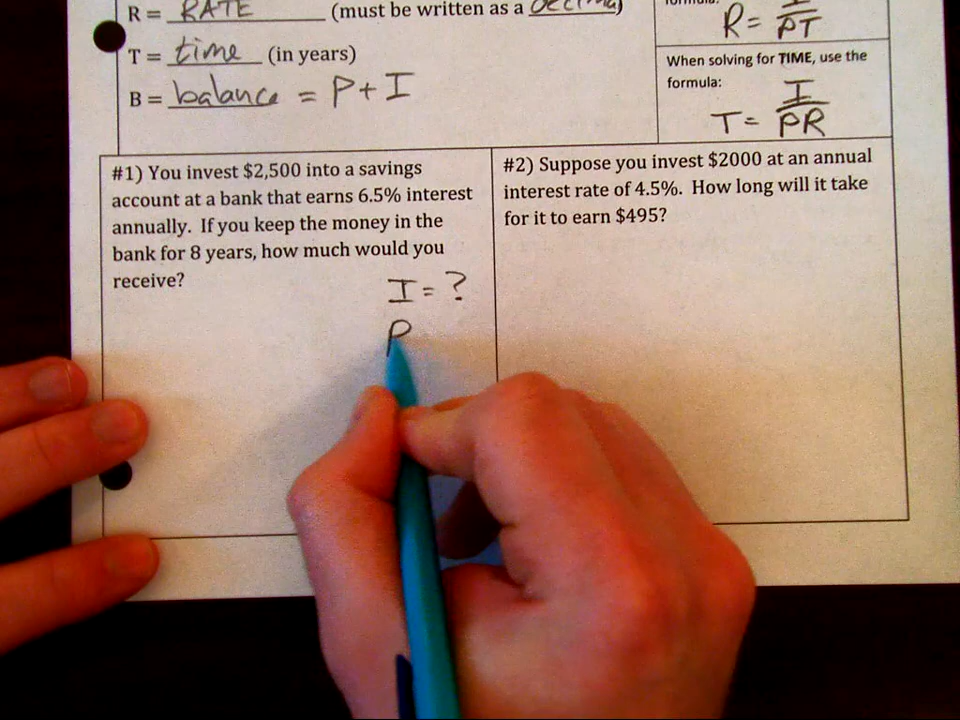 R = RATE (must be written as a decimal)
T = time (in years)
B = balance = P + I
formula:
R = I/PT
When solving for TIME, use the
formula:
T = I/PR
#1) You invest $2,500 into a savings
account at a bank that earns 6.5% interest
annually. If you keep the money in the
bank for 8 years, how much would you
receive?
I = ?
P
#2) Suppose you invest $2000 at an annual
interest rate of 4.5%. How long will it take
for it to earn $495?